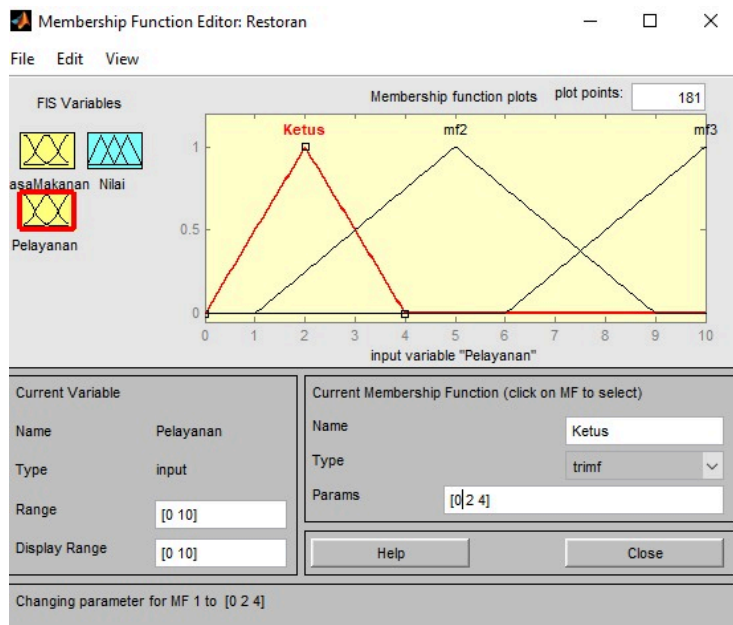 Membership Function Editor: Restoran
File Edit View
FIS Variables
asaMakanan Nilai
Pelayanan
Membership function plots plot points: 181
Ketus mf2 mf3
1
0.5
0
0 1 2 3 4 5 6 7 8 9 10
input variable "Pelayanan"
Current Variable
Name Pelayanan
Type input
Range [0 10]
Display Range [0 10]
Current Membership Function (click on MF to select)
Name Ketus
Type trimf
Params [0 2 4]
Help Close
Changing parameter for MF 1 to [0 2 4]